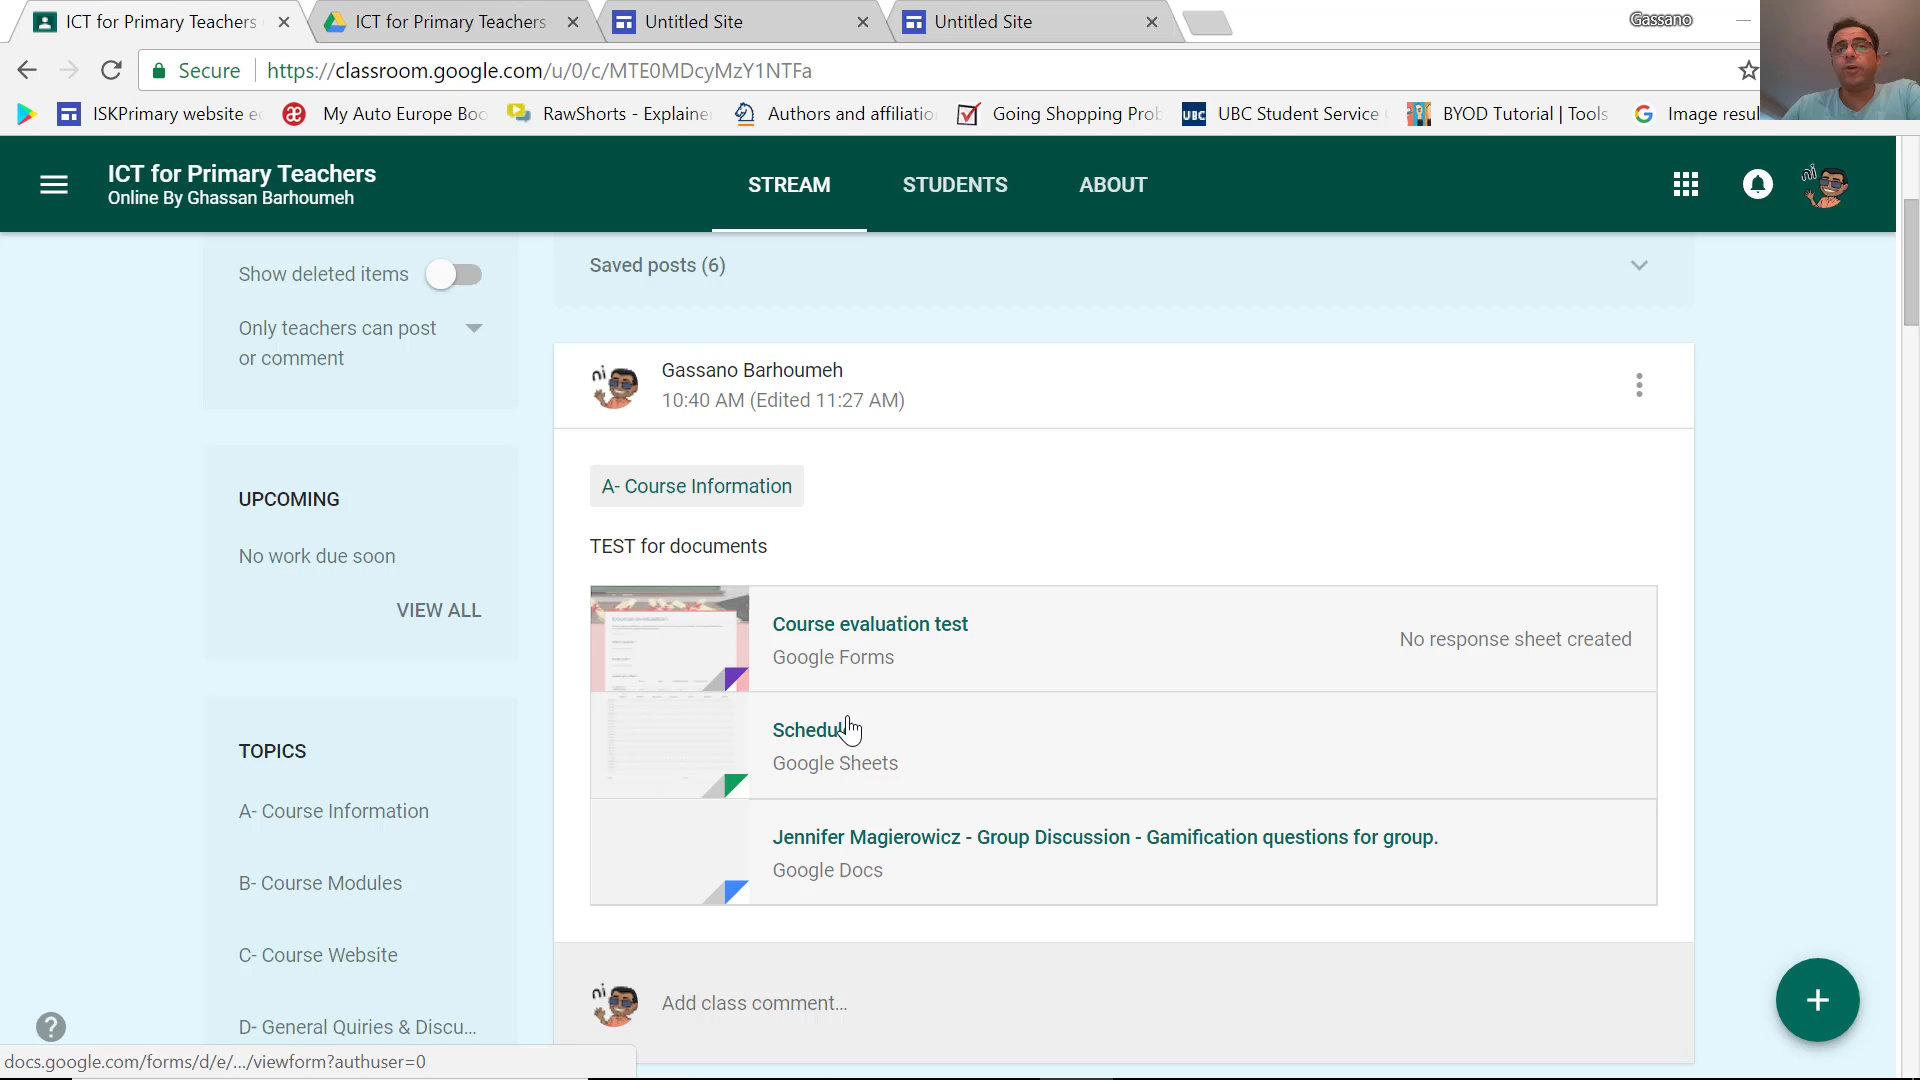 ICT for Primary Teachers
ICT for Primary Teachers
Untitled Site
Untitled Site
Gassano
Secure
https://classroom.google.com/u/0/c/MTE0MDcyMzY1NTFa
ISKPrimary website e
My Auto Europe Boo
RawShorts - Explaine
Authors and affiliatio
Going Shopping Prob
UBC
UBC Student Service
BYOD Tutorial | Tools
Image resul
ICT for Primary Teachers
Online By Ghassan Barhoumeh
STREAM
STUDENTS
ABOUT
Show deleted items
Only teachers can post
or comment
UPCOMING
No work due soon
VIEW ALL
TOPICS
A- Course Information
B- Course Modules
C- Course Website
D- General Quiries & Discu...
Saved posts (6)
Gassano Barhoumeh
10:40 AM (Edited 11:27 AM)
A- Course Information
TEST for documents
Course evaluation test
Google Forms
No response sheet created
Schedul
Google Sheets
Jennifer Magierowicz - Group Discussion - Gamification questions for group.
Google Docs
Add class comment...
docs.google.com/forms/d/e/.../viewform?authuser=0